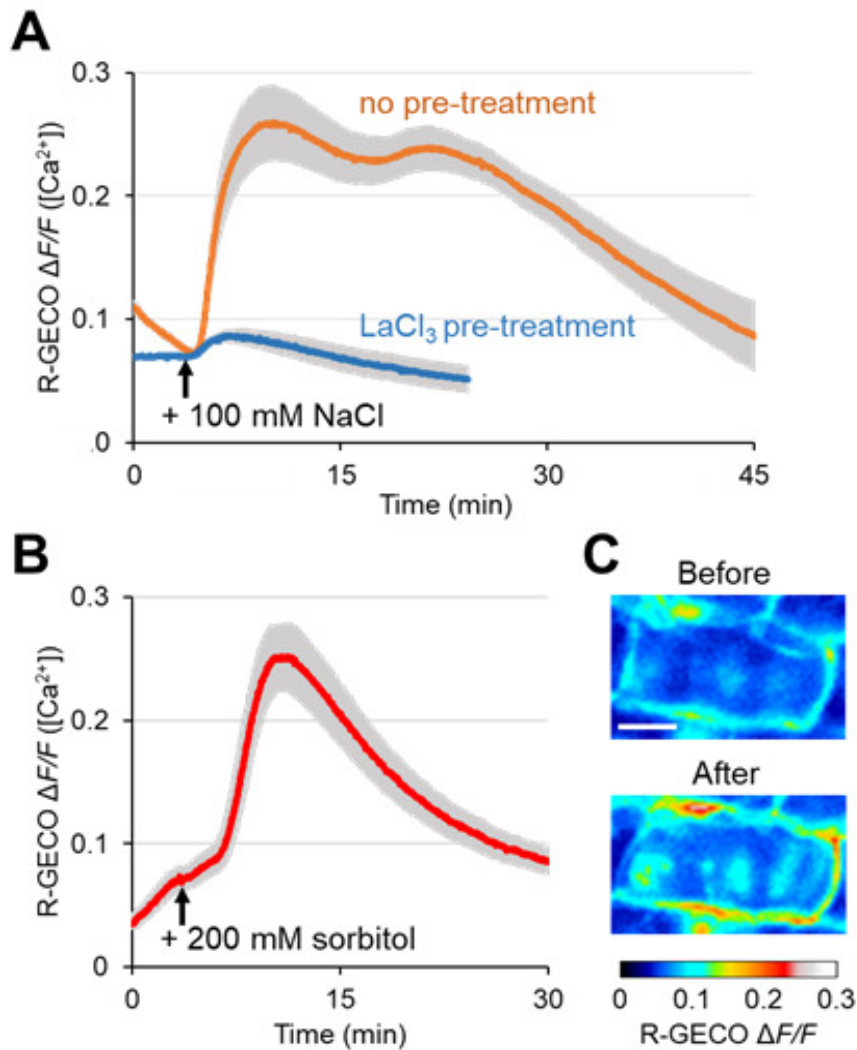 A
R-GECO ΔF/F ([Ca²⁺])
0.3
0.2
0.1
.0
no pre-treatment
LaCl₃ pre-treatment
+ 100 mM NaCl
0
15
30
45
Time (min)
B
R-GECO ΔF/F ([Ca²⁺])
0.3
0.2
0.1
0
+ 200 mM sorbitol
0
15
30
Time (min)
C
Before
After
0 0.1 0.2 0.3
R-GECO ΔF/F